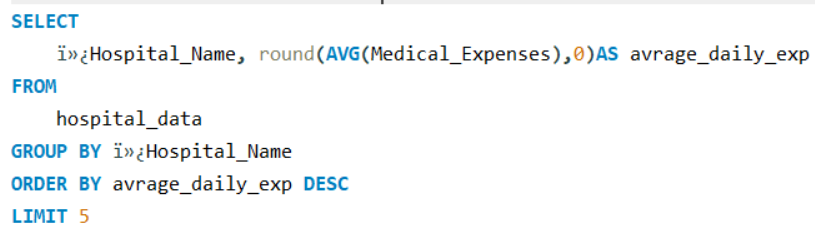 SELECT
ï»¿Hospital_Name, round(AVG(Medical_Expenses),0)AS avrage_daily_exp
FROM
hospital_data
GROUP BY ï»¿Hospital_Name
ORDER BY avrage_daily_exp DESC
LIMIT 5